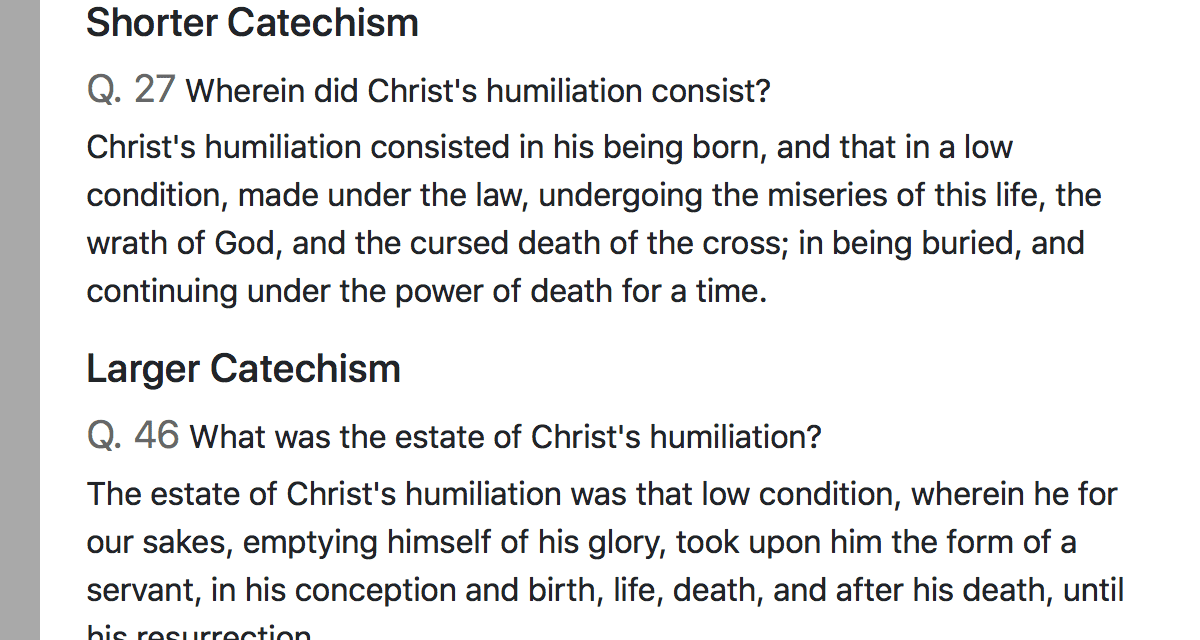 Shorter Catechism
Q. 27 Wherein did Christ's humiliation consist?
Christ's humiliation consisted in his being born, and that in a low
condition, made under the law, undergoing the miseries of this life, the
wrath of God, and the cursed death of the cross; in being buried, and
continuing under the power of death for a time.
Larger Catechism
Q. 46 What was the estate of Christ's humiliation?
The estate of Christ's humiliation was that low condition, wherein he for
our sakes, emptying himself of his glory, took upon him the form of a
servant, in his conception and birth, life, death, and after his death, until
his resurrection